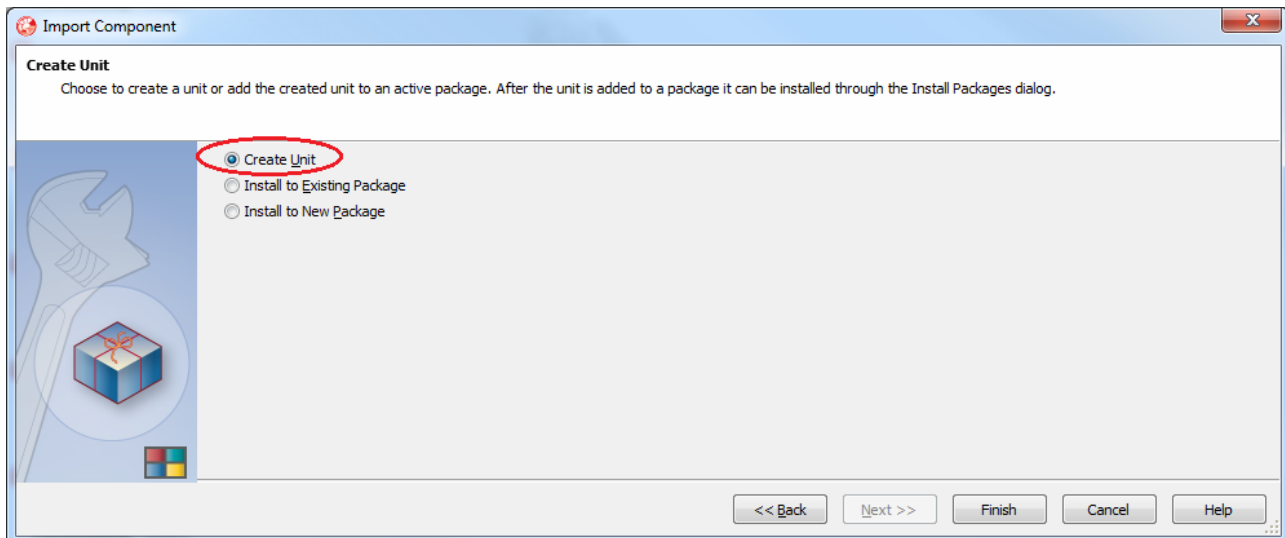 Import Component
x
Create Unit
Choose to create a unit or add the created unit to an active package. After the unit is added to a package it can be installed through the Install Packages dialog.
Create Unit
Install to Existing Package
Install to New Package
<< Back Next >> Finish Cancel Help